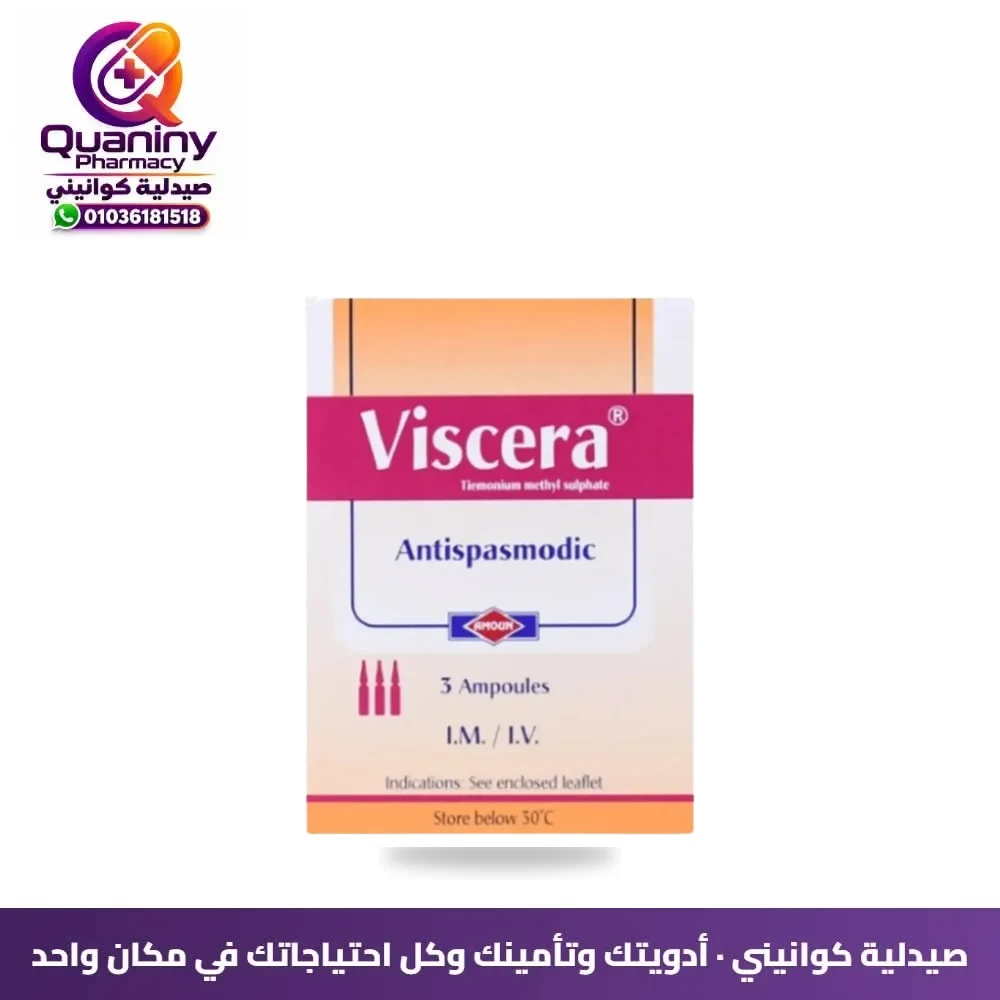 Quaniny
Pharmacy
صيدلية كوانيني
01036181518
Viscera®
Tiemonium methyl sulphate
Antispasmodic
AMOUN
3 Ampoules
I.M. / I.V.
Indications: See enclosed leaflet
Store below 30°C
صيدلية كوانيني · أدويتك وتأمينك وكل احتياجاتك في مكان واحد